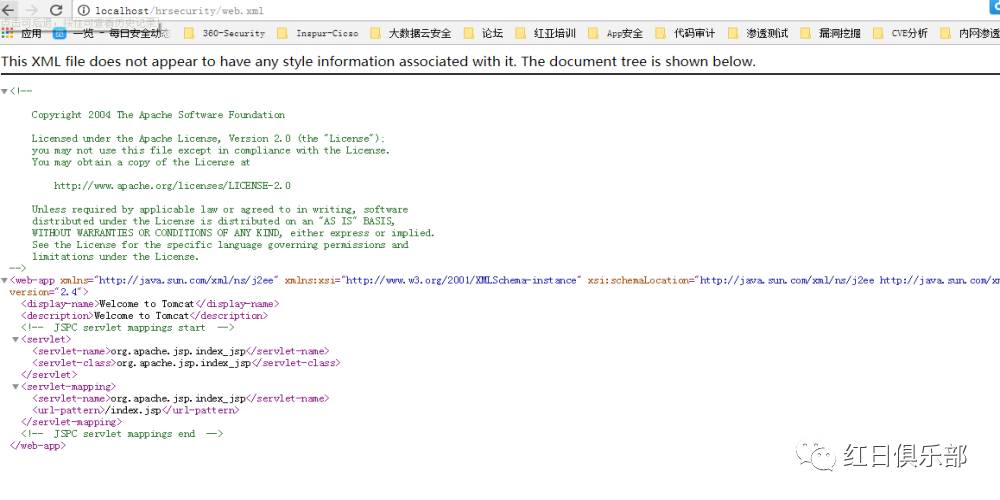 localhost/hrsecurity/web.xml
应用 一览 - 每日安全动态 360-Security Inspur-Cicso 大数据云安全 论坛 红亚培训 App安全 代码审计 渗透测试 漏洞挖掘 CVE分析 内网渗透
This XML file does not appear to have any style information associated with it. The document tree is shown below.
<!--
Copyright 2004 The Apache Software Foundation
Licensed under the Apache License, Version 2.0 (the "License");
you may not use this file except in compliance with the License.
You may obtain a copy of the License at
http://www.apache.org/licenses/LICENSE-2.0
Unless required by applicable law or agreed to in writing, software
distributed under the License is distributed on an "AS IS" BASIS,
WITHOUT WARRANTIES OR CONDITIONS OF ANY KIND, either express or implied.
See the License for the specific language governing permissions and
limitations under the License.
-->
<web-app xmlns="http://java.sun.com/xml/ns/j2ee" xmlns:xsi="http://www.w3.org/2001/XMLSchema-instance" xsi:schemaLocation="http://java.sun.com/xml/ns/j2ee http://java.sun.com/xm
version="2.4">
<display-name>Welcome to Tomcat</display-name>
<description>Welcome to Tomcat</description>
<!-- JSPC servlet mappings start -->
<servlet>
<servlet-name>org.apache.jsp.index_jsp</servlet-name>
<servlet-class>org.apache.jsp.index_jsp</servlet-class>
</servlet>
<servlet-mapping>
<servlet-name>org.apache.jsp.index_jsp</servlet-name>
<url-pattern>/index.jsp</url-pattern>
</servlet-mapping>
<!-- JSPC servlet mappings end -->
</web-app>
红日俱乐部